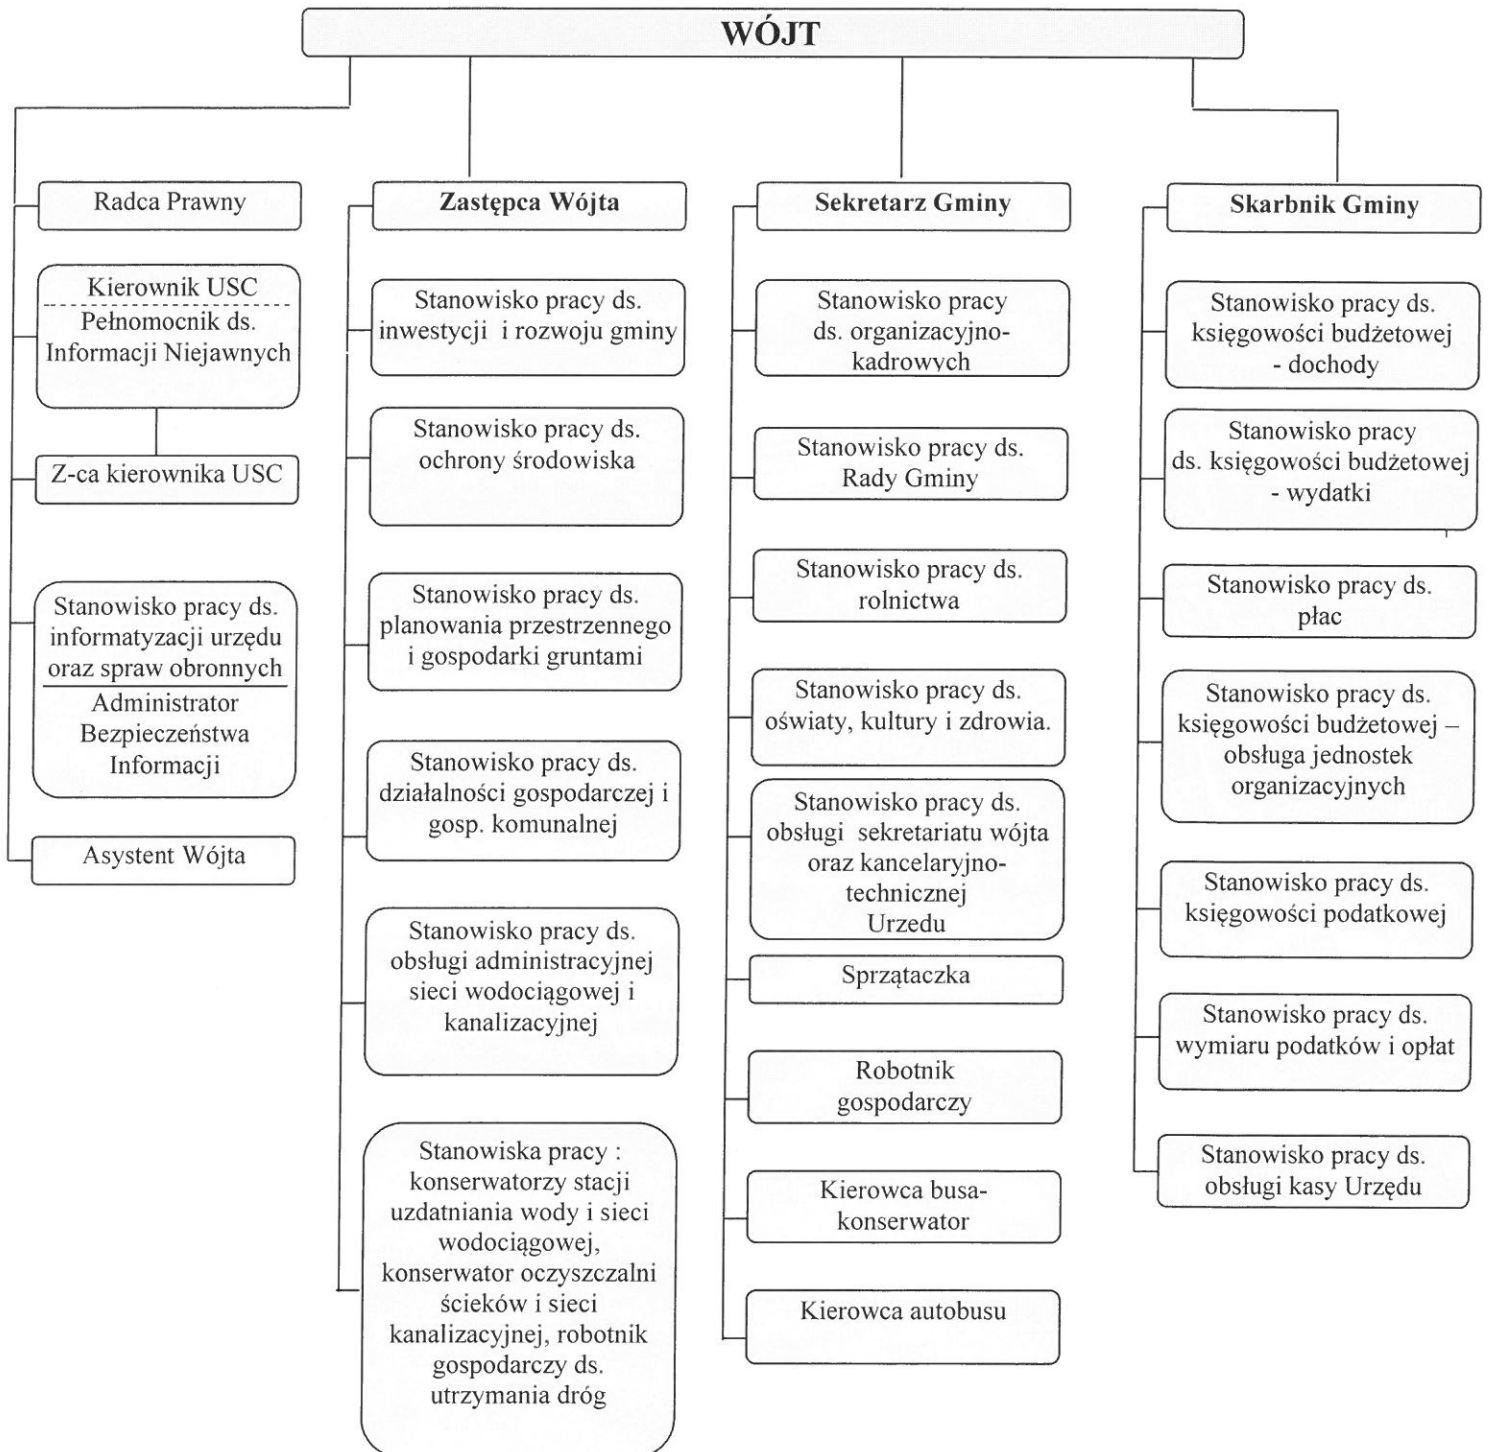 WÓJT
Radca Prawny
Kierownik USC
Pełnomocnik ds.
Informacji Niejawnych
Z-ca kierownika USC
Stanowisko pracy ds.
informatyzacji urzędu
oraz spraw obronnych
Administrator
Bezpieczeństwa
Informacji
Asystent Wójta
Zastępca Wójta
Stanowisko pracy ds.
inwestycji i rozwoju gminy
Stanowisko pracy ds.
ochrony środowiska
Stanowisko pracy ds.
planowania przestrzennego
i gospodarki gruntami
Stanowisko pracy ds.
działalności gospodarczej i
gosp. komunalnej
Stanowisko pracy ds.
obsługi administracyjnej
sieci wodociągowej i
kanalizacyjnej
Stanowiska pracy :
konserwatorzy stacji
uzdatniania wody i sieci
wodociągowej,
konserwator oczyszczalni
ścieków i sieci
kanalizacyjnej, robotnik
gospodarczy ds.
utrzymania dróg
Sekretarz Gminy
Stanowisko pracy
ds. organizacyjno-
kadrowych
Stanowisko pracy ds.
Rady Gminy
Stanowisko pracy ds.
rolnictwa
Stanowisko pracy ds.
oświaty, kultury i zdrowia.
Stanowisko pracy ds.
obsługi sekretariatu wójta
oraz kancelaryjno-
technicznej
Urzedu
Sprzątaczka
Robotnik
gospodarczy
Kierowca busa-
konserwator
Kierowca autobusu
Skarbnik Gminy
Stanowisko pracy ds.
księgowości budżetowej
- dochody
Stanowisko pracy
ds. księgowości budżetowej
- wydatki
Stanowisko pracy ds.
płac
Stanowisko pracy ds.
księgowości budżetowej –
obsługa jednostek
organizacyjnych
Stanowisko pracy ds.
księgowości podatkowej
Stanowisko pracy ds.
wymiaru podatków i opłat
Stanowisko pracy ds.
obsługi kasy Urzędu